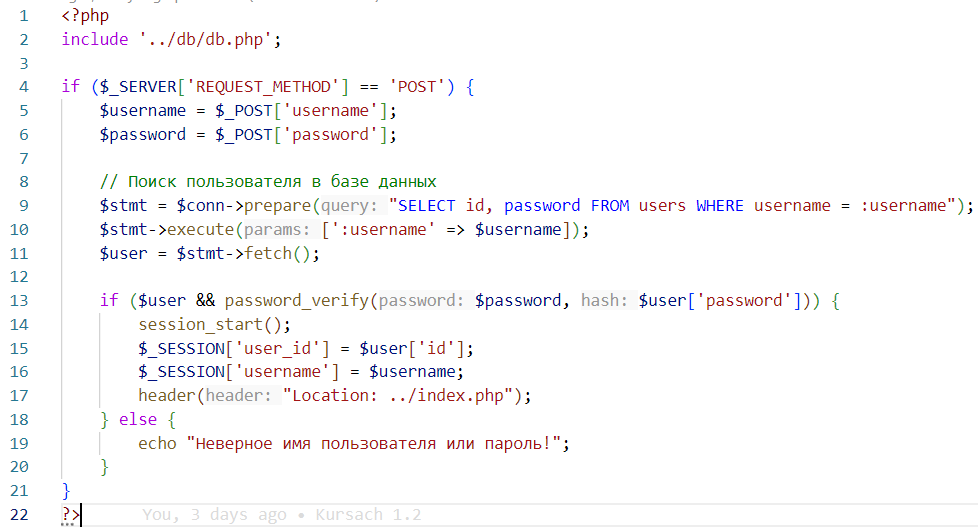 1 <?php
2 include '../db/db.php';
3
4 if ($_SERVER['REQUEST_METHOD'] == 'POST') {
5     $username = $_POST['username'];
6     $password = $_POST['password'];
7
8     // Поиск пользователя в базе данных
9     $stmt = $conn->prepare(query: "SELECT id, password FROM users WHERE username = :username");
10     $stmt->execute(params: [':username' => $username]);
11     $user = $stmt->fetch();
12
13     if ($user && password_verify(password: $password, hash: $user['password'])) {
14         session_start();
15         $_SESSION['user_id'] = $user['id'];
16         $_SESSION['username'] = $username;
17         header(header: "Location: ../index.php");
18     } else {
19         echo "Неверное имя пользователя или пароль!";
20     }
21 }
22 ?> You, 3 days ago • Kursach 1.2